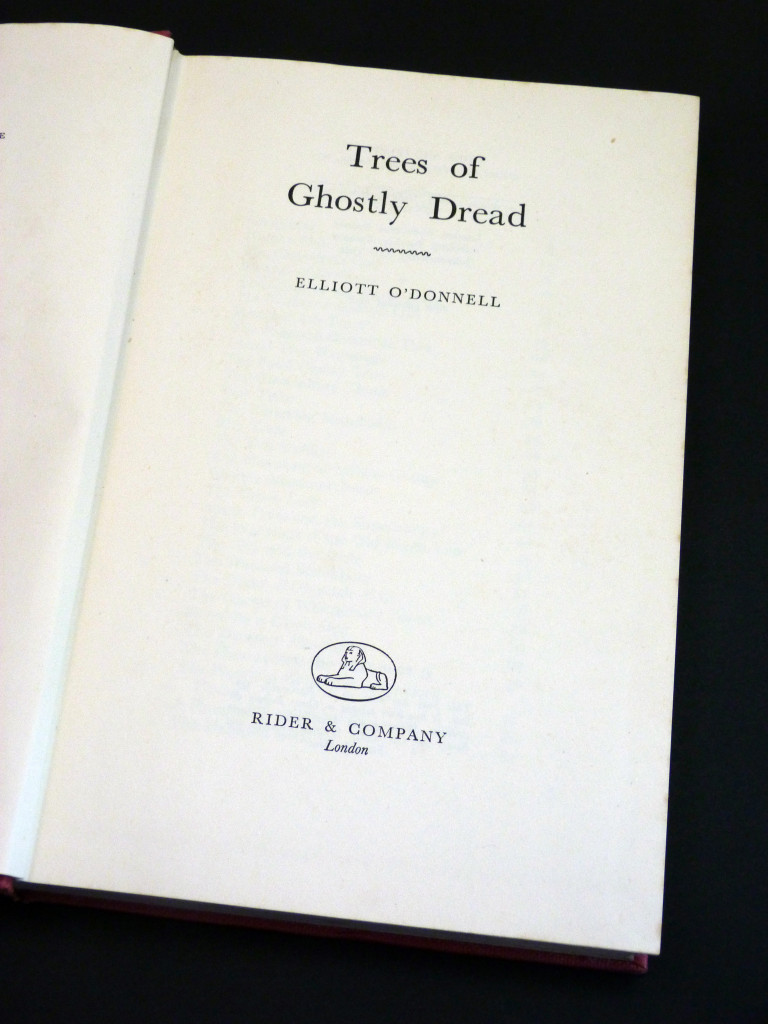 E
Trees of
Ghostly Dread
ELLIOTT O'DONNELL
RIDER & COMPANY
London